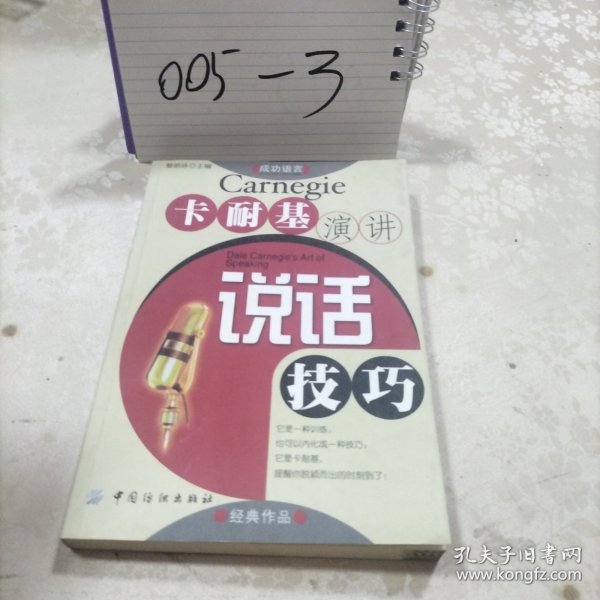 005-3
成功语言
Carnegie
卡耐基演讲
Dale Carnegie's Art of
Speaking
说话
技巧
它是一种训练,
也可以内化成一种技巧;
它是卡耐基,
提醒你脱颖而出的时刻到了!
中国纺织出版社
经典作品
孔夫子旧书网
www.kongfz.com